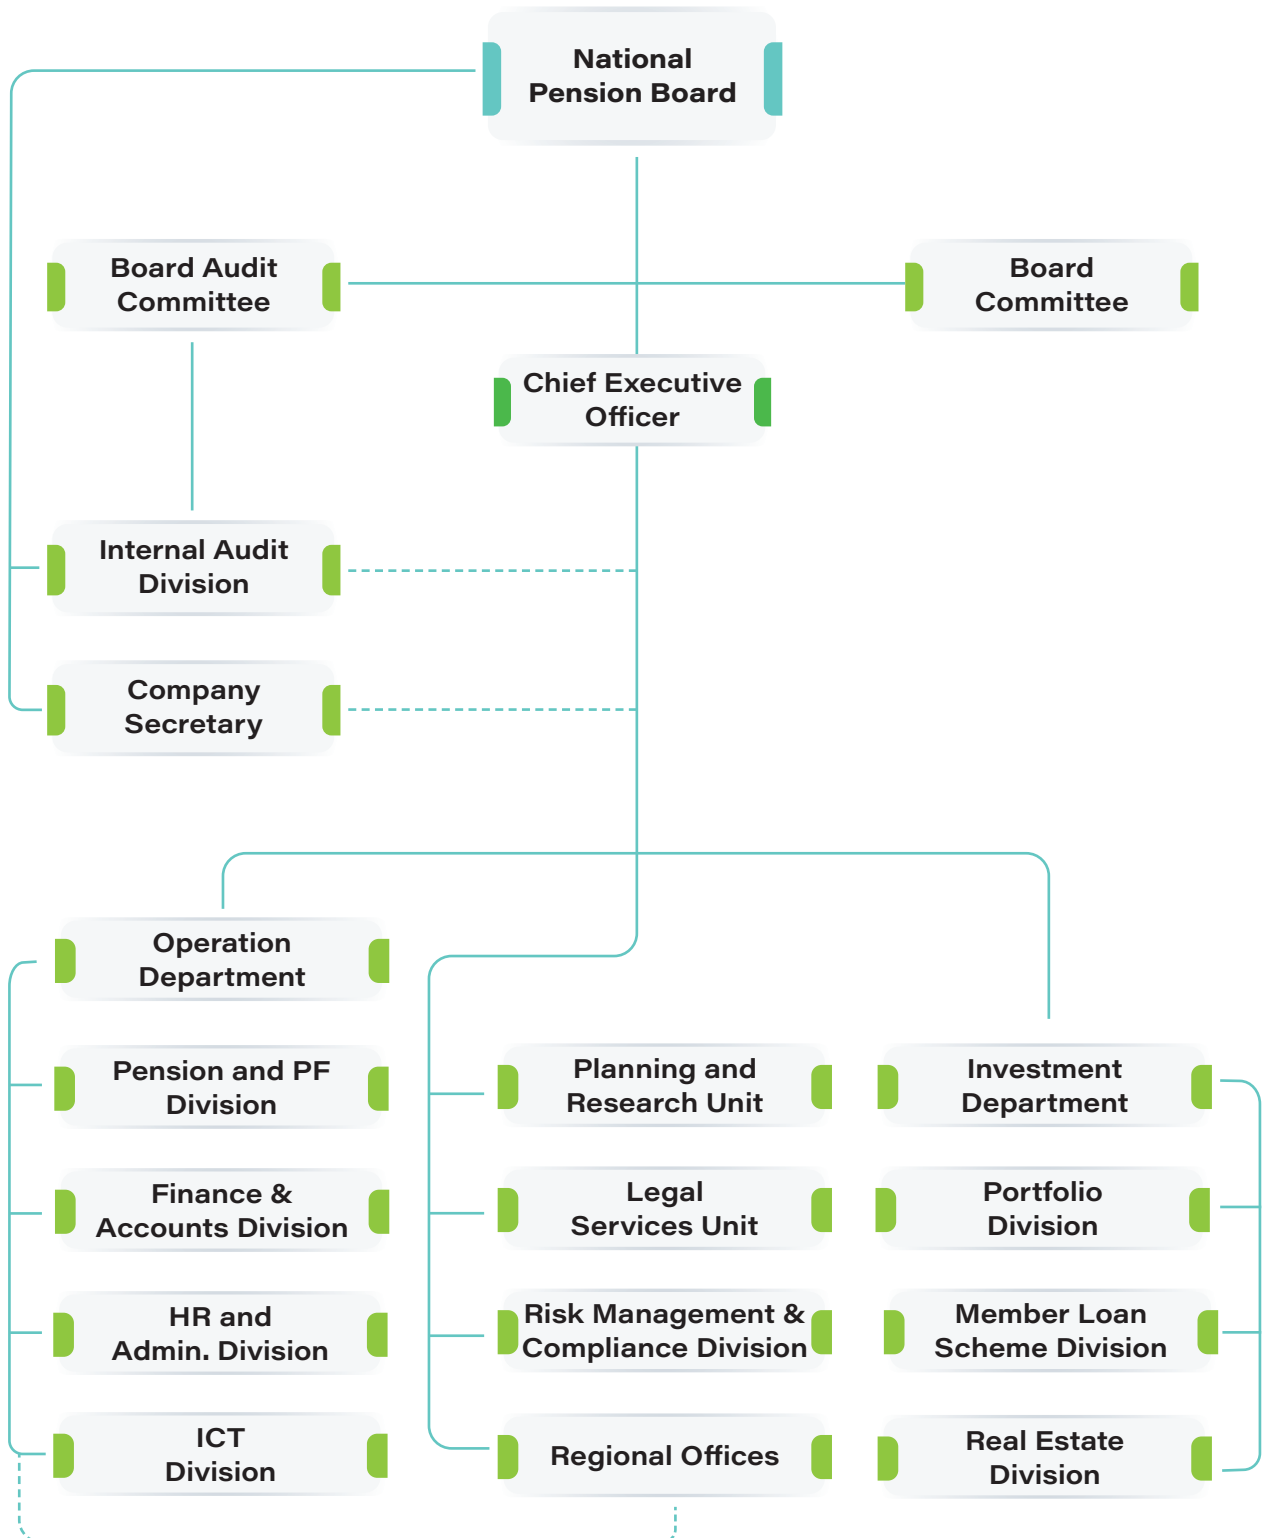 National
Pension Board
Board Audit
Committee
Board
Committee
Chief Executive
Officer
Internal Audit
Division
Company
Secretary
Operation
Department
Pension and PF
Division
Finance &
Accounts Division
HR and
Admin. Division
ICT
Division
Planning and
Research Unit
Legal
Services Unit
Risk Management &
Compliance Division
Regional Offices
Investment
Department
Portfolio
Division
Member Loan
Scheme Division
Real Estate
Division